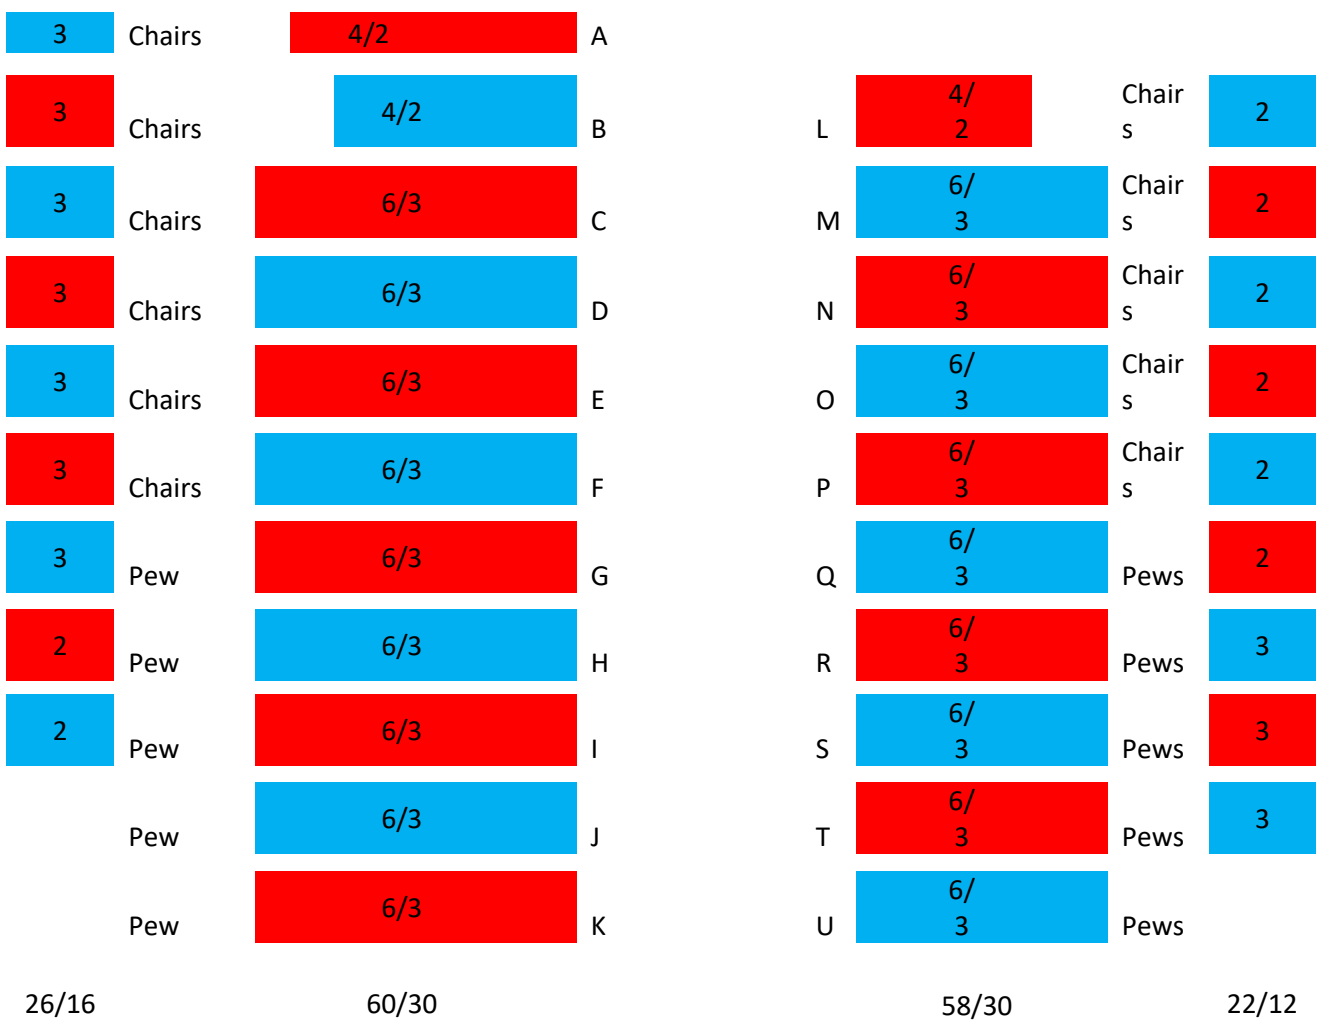 3 Chairs 4/2 A
3 Chairs 4/2 B L 4/ 2 Chair s 2
3 Chairs 6/3 C M 6/ 3 Chair s 2
3 Chairs 6/3 D N 6/ 3 Chair s 2
3 Chairs 6/3 E O 6/ 3 Chair s 2
3 Chairs 6/3 F P 6/ 3 Chair s 2
3 Pew 6/3 G Q 6/ 3 Pews 2
2 Pew 6/3 H R 6/ 3 Pews 3
2 Pew 6/3 I S 6/ 3 Pews 3
Pew 6/3 J T 6/ 3 Pews 3
Pew 6/3 K U 6/ 3 Pews
26/16 60/30 58/30 22/12